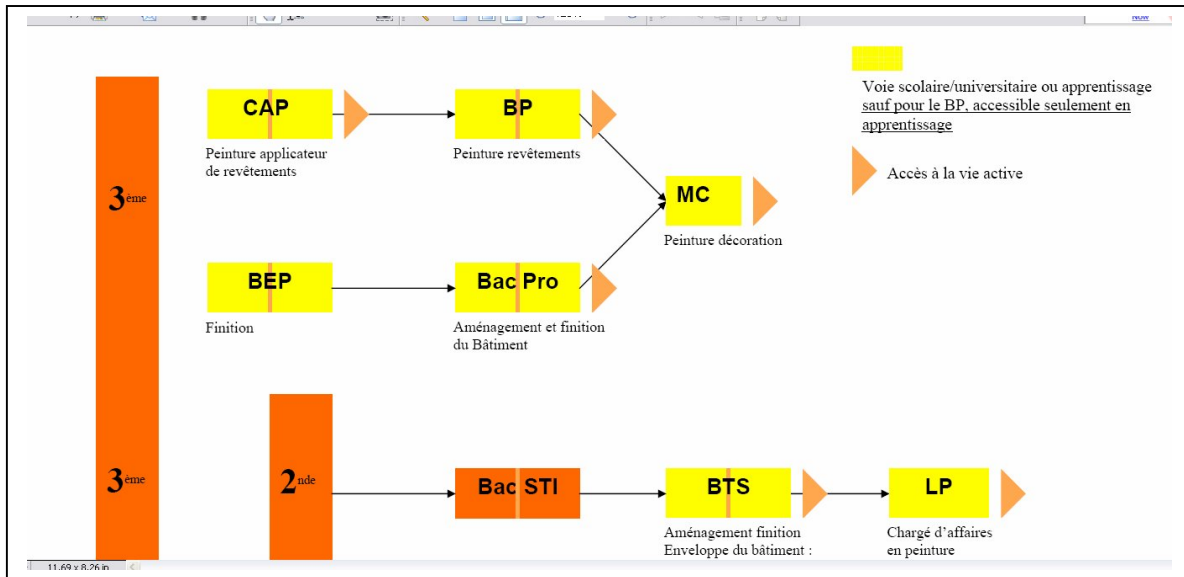 NOW
Voie scolaire/universitaire ou apprentissage
sauf pour le BP, accessible seulement en
apprentissage
Accès à la vie active
3ème
CAP
Peinture applicateur
de revêtements
BP
Peinture revêtements
MC
Peinture décoration
BEP
Finition
Bac Pro
Aménagement et finition
du Bâtiment
3ème
2nde
Bac STI
BTS
Aménagement finition
Enveloppe du bâtiment :
LP
Chargé d’affaires
en peinture
11,69 x 8,26 in